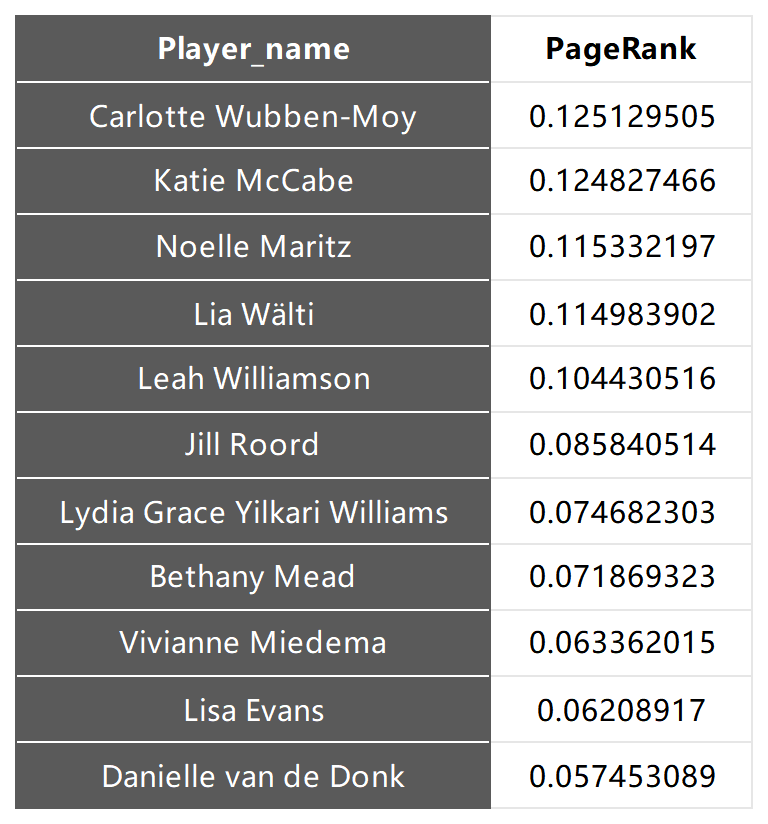 Player_name PageRank
Carlotte Wubben-Moy 0.125129505
Katie McCabe 0.124827466
Noelle Maritz 0.115332197
Lia Wälti 0.114983902
Leah Williamson 0.104430516
Jill Roord 0.085840514
Lydia Grace Yilkari Williams 0.074682303
Bethany Mead 0.071869323
Vivianne Miedema 0.063362015
Lisa Evans 0.06208917
Danielle van de Donk 0.057453089